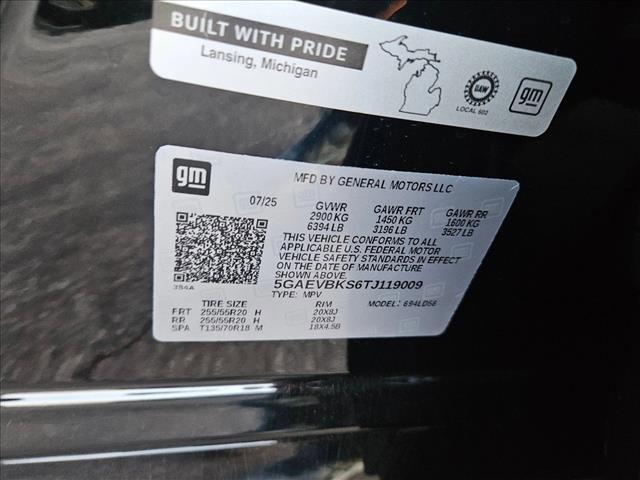 BUILT WITH PRIDE
Lansing, Michigan
UAW
LOCAL 602
gm
gm
MFD BY GENERAL MOTORS LLC
07/25 GVWR GAWR FRT GAWR RR
2900 KG 1450 KG 1600 KG
6394 LB 3196 LB 3527 LB
THIS VEHICLE CONFORMS TO ALL
APPLICABLE U.S. FEDERAL MOTOR
VEHICLE SAFETY STANDARDS IN EFFECT
ON THE DATE OF MANUFACTURE SHOWN ABOVE.
384A
5GAEVBKS6TJ119009
TYPE: MPV MODEL:
TIRE SIZE RIM
FRT 255/55R20 H 20X8J
RR 255/55R20 H 20X8J
SPA T135/70R18 M 18X4.5B